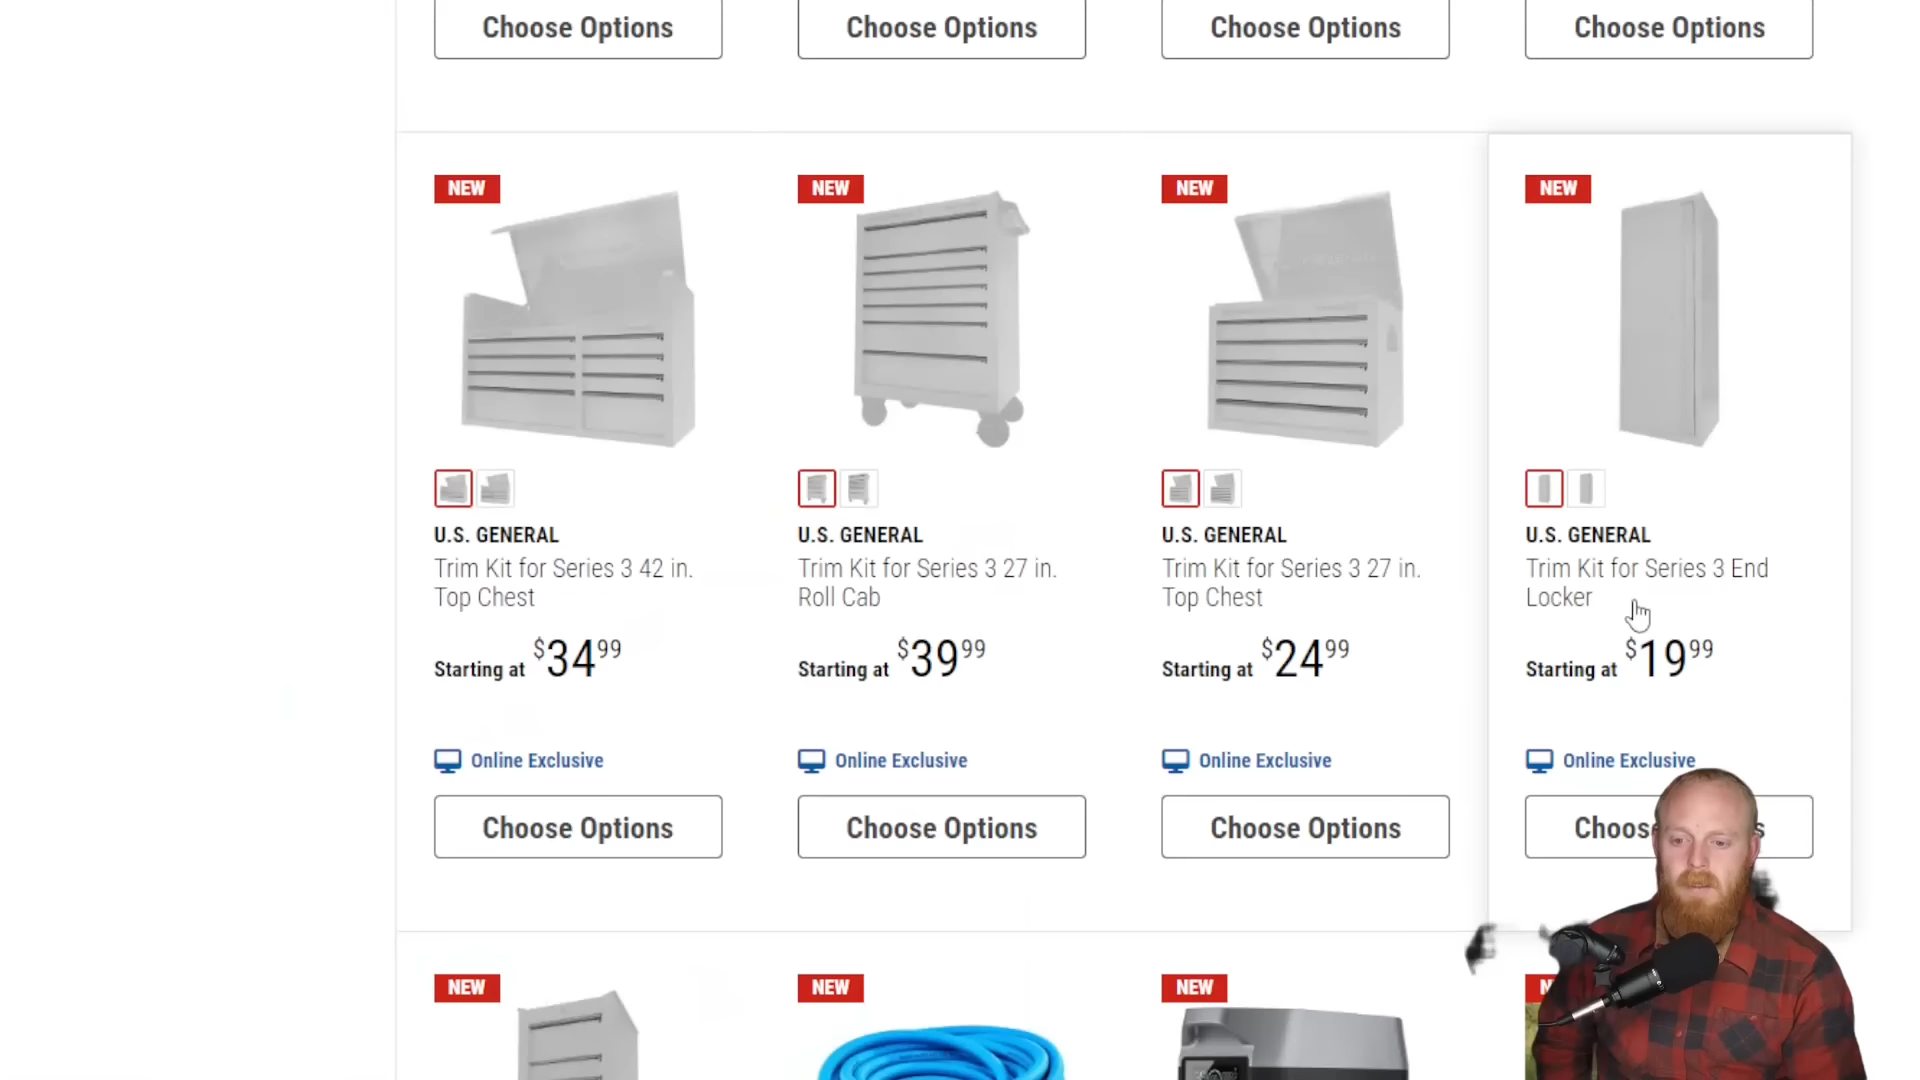 Choose Options Choose Options Choose Options Choose Options
NEW NEW NEW NEW
U.S. GENERAL
Trim Kit for Series 3 42 in.
Top Chest
Starting at $34.99
Online Exclusive
Choose Options
U.S. GENERAL
Trim Kit for Series 3 27 in.
Roll Cab
Starting at $39.99
Online Exclusive
Choose Options
U.S. GENERAL
Trim Kit for Series 3 27 in.
Top Chest
Starting at $24.99
Online Exclusive
Choose Options
U.S. GENERAL
Trim Kit for Series 3 End
Locker
Starting at $19.99
Online Exclusive
NEW NEW NEW